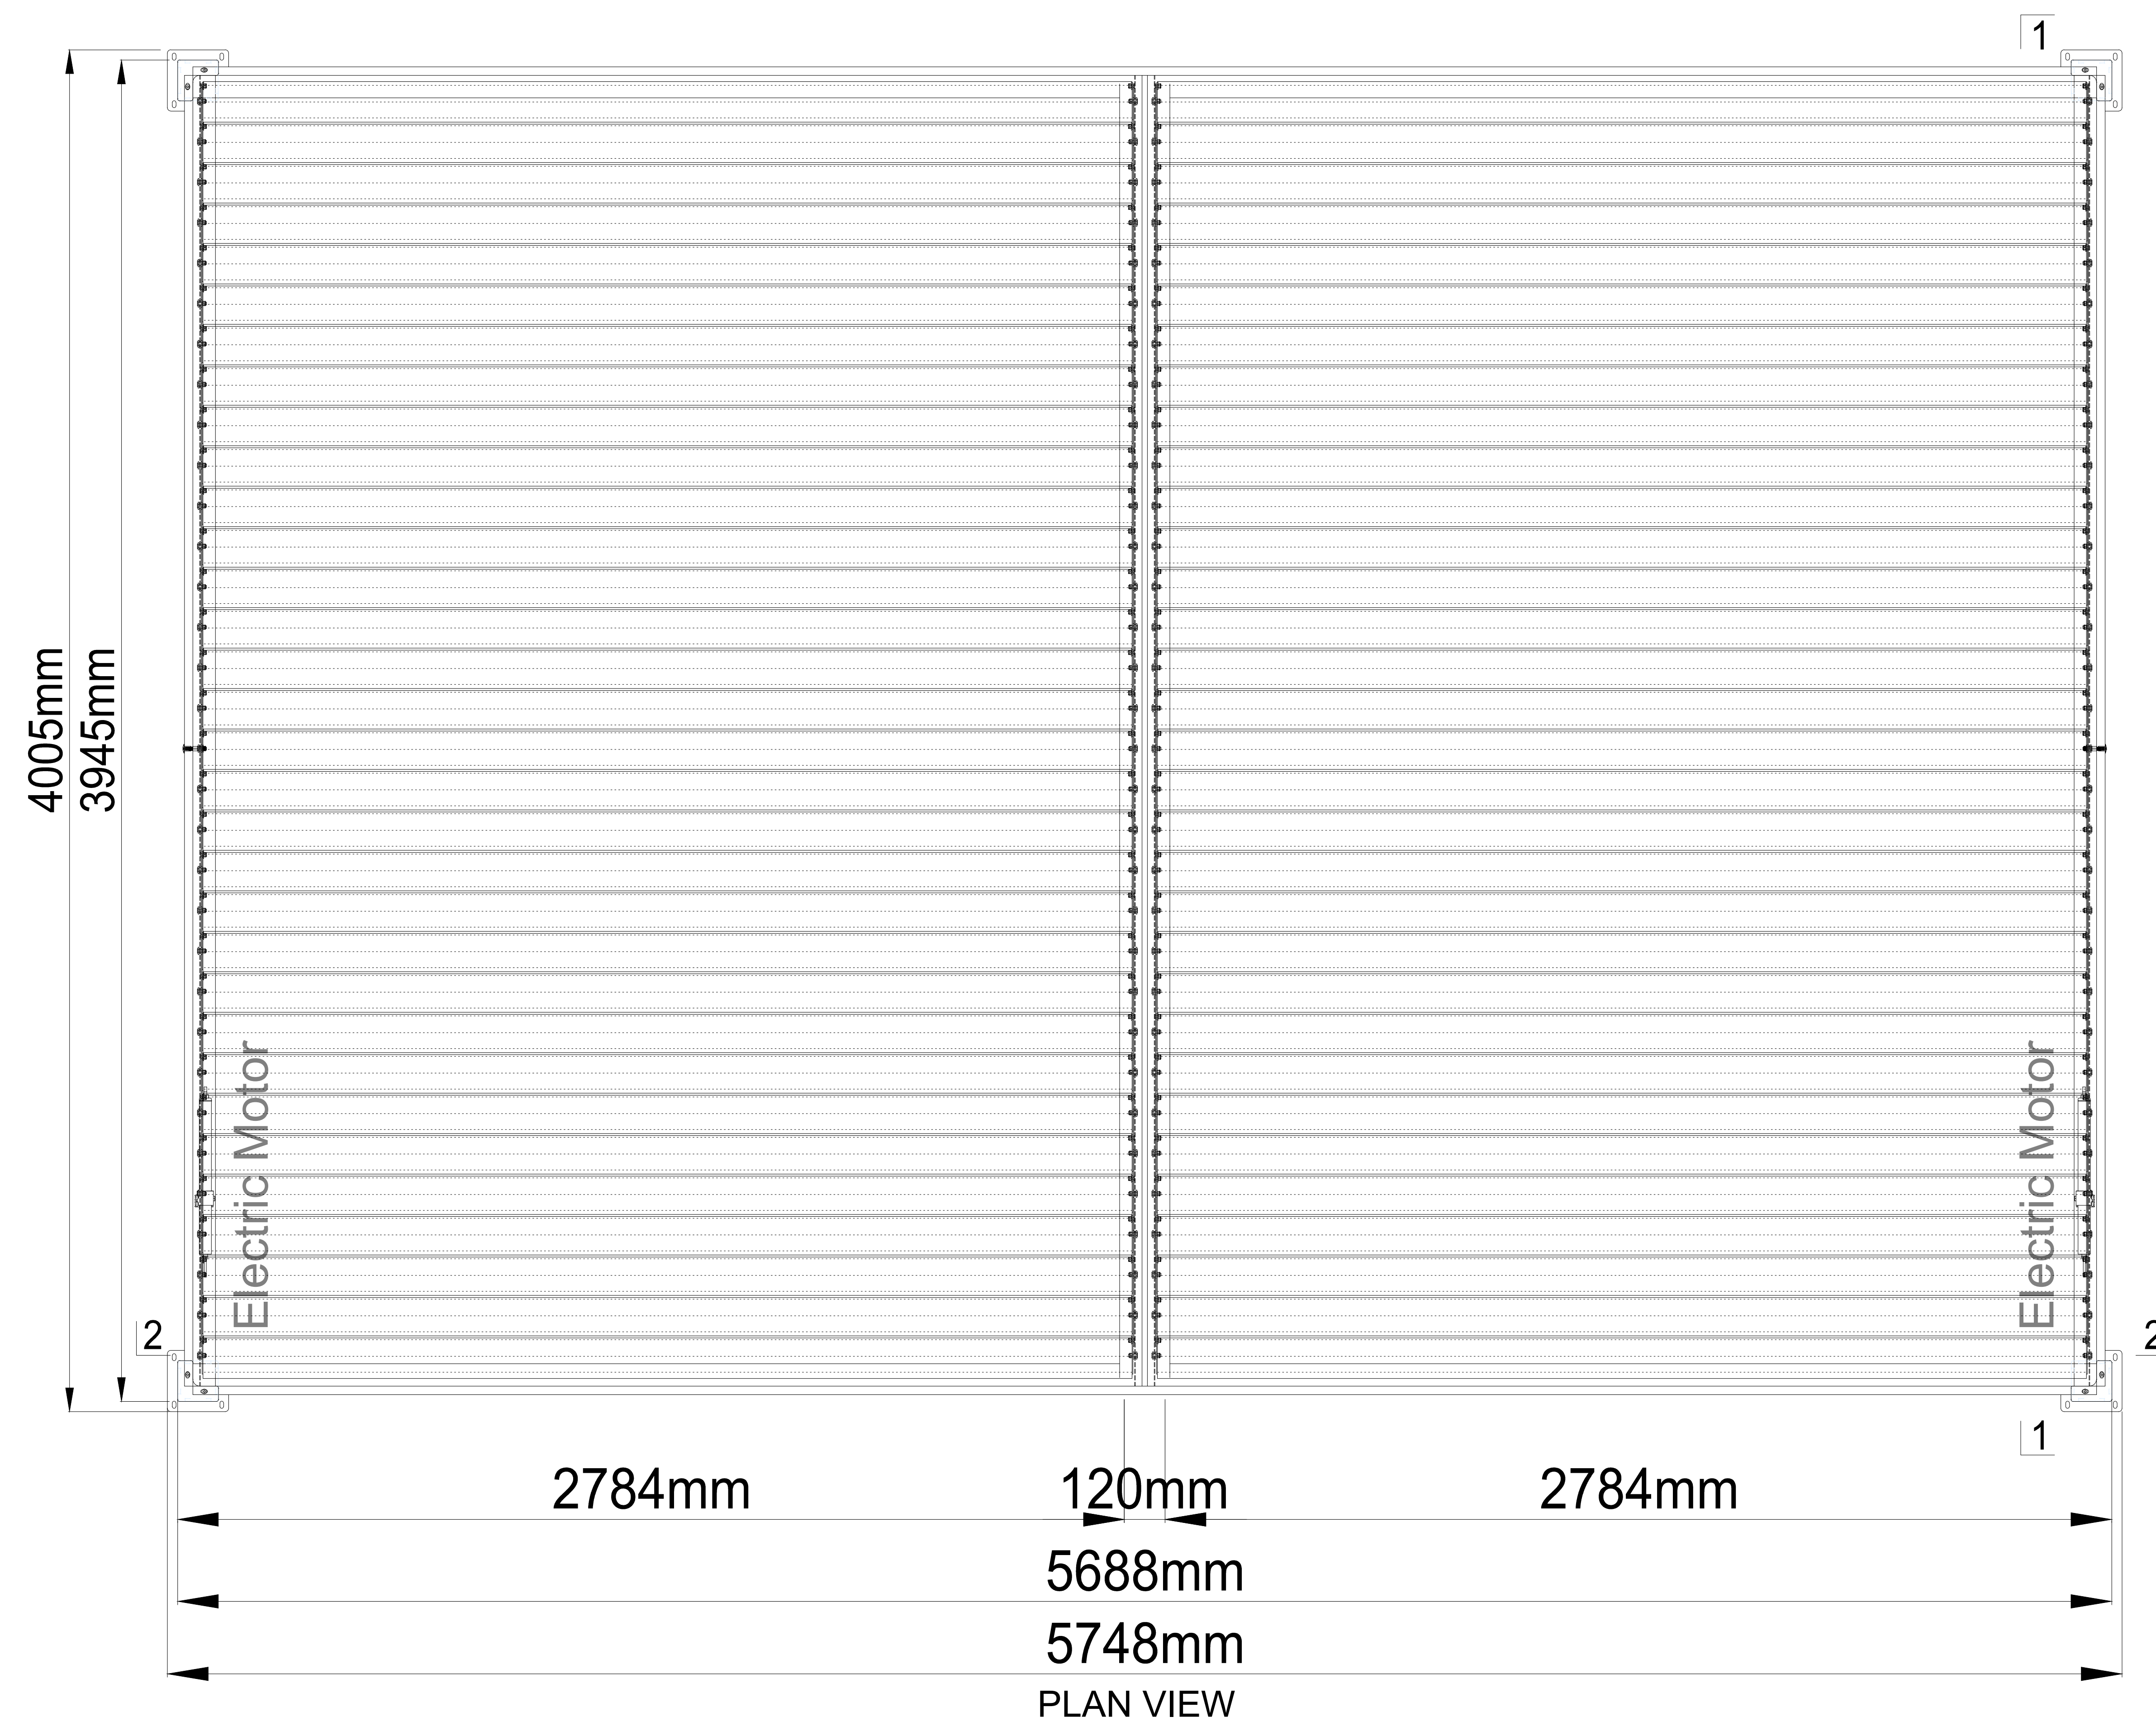 1
4005mm
3945mm
Electric Motor
Electric Motor
2
2
1
2784mm
120mm
2784mm
5688mm
5748mm
PLAN VIEW